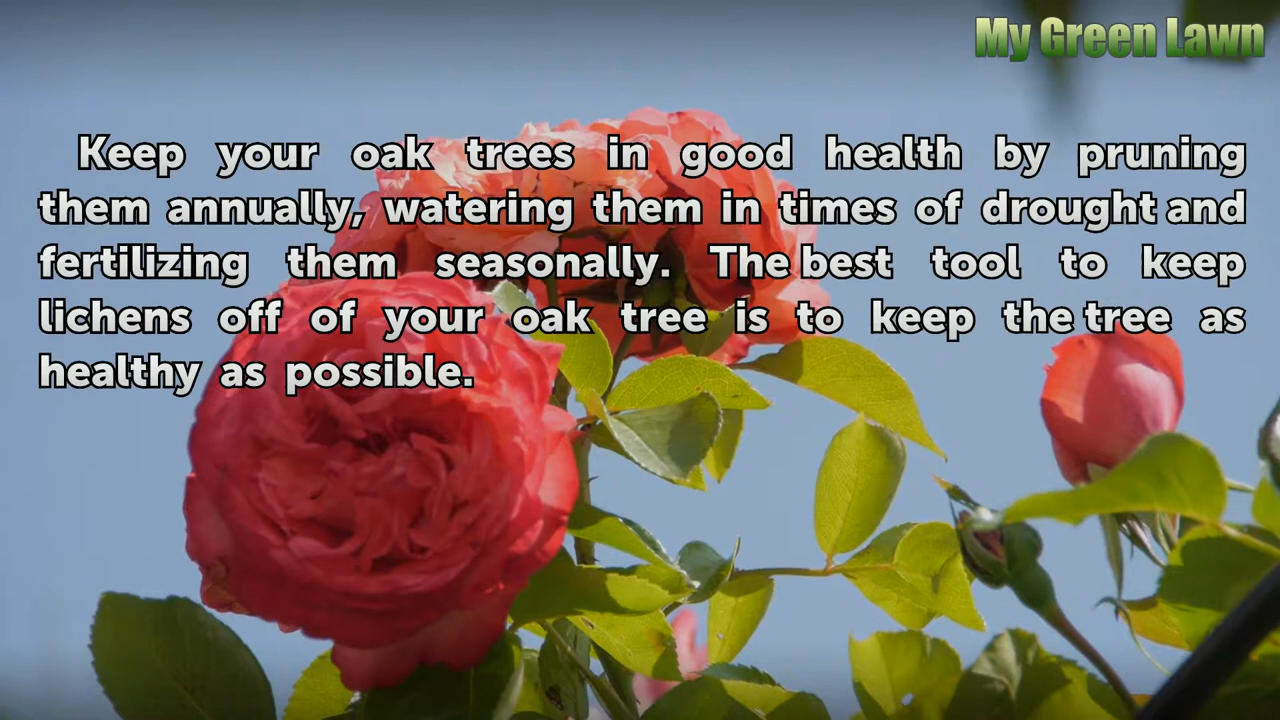 My Green Lawn
Keep your oak trees in good health by pruning
them annually, watering them in times of drought and
fertilizing them seasonally. The best tool to keep
lichens off of your oak tree is to keep the tree as
healthy as possible.